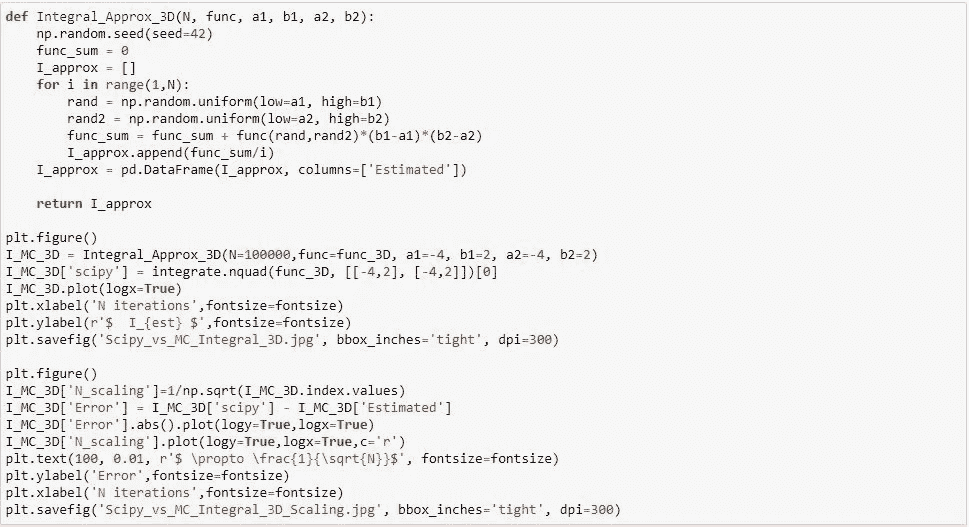 def Integral_Approx_3D(N, func, a1, b1, a2, b2):
    np.random.seed(seed=42)
    func_sum = 0
    I_approx = []
    for i in range(1,N):
        rand = np.random.uniform(low=a1, high=b1)
        rand2 = np.random.uniform(low=a2, high=b2)
        func_sum = func_sum + func(rand,rand2)*(b1-a1)*(b2-a2)
        I_approx.append(func_sum/i)
    I_approx = pd.DataFrame(I_approx, columns=['Estimated'])

    return I_approx

plt.figure()
I_MC_3D = Integral_Approx_3D(N=100000,func=func_3D, a1=-4, b1=2, a2=-4, b2=2)
I_MC_3D['scipy'] = integrate.nquad(func_3D, [[-4,2], [-4,2]])[0]
I_MC_3D.plot(logx=True)
plt.xlabel('N iterations',fontsize=fontsize)
plt.ylabel(r'$  I_{est} $',fontsize=fontsize)
plt.savefig('Scipy_vs_MC_Integral_3D.jpg', bbox_inches='tight', dpi=300)

plt.figure()
I_MC_3D['N_scaling']=1/np.sqrt(I_MC_3D.index.values)
I_MC_3D['Error'] = I_MC_3D['scipy'] - I_MC_3D['Estimated']
I_MC_3D['Error'].abs().plot(logy=True,logx=True)
I_MC_3D['N_scaling'].plot(logy=True,logx=True,c='r')
plt.text(100, 0.01, r'$ \propto \frac{1}{\sqrt{N}}$', fontsize=fontsize)
plt.ylabel('Error',fontsize=fontsize)
plt.xlabel('N iterations',fontsize=fontsize)
plt.savefig('Scipy_vs_MC_Integral_3D_Scaling.jpg', bbox_inches='tight', dpi=300)